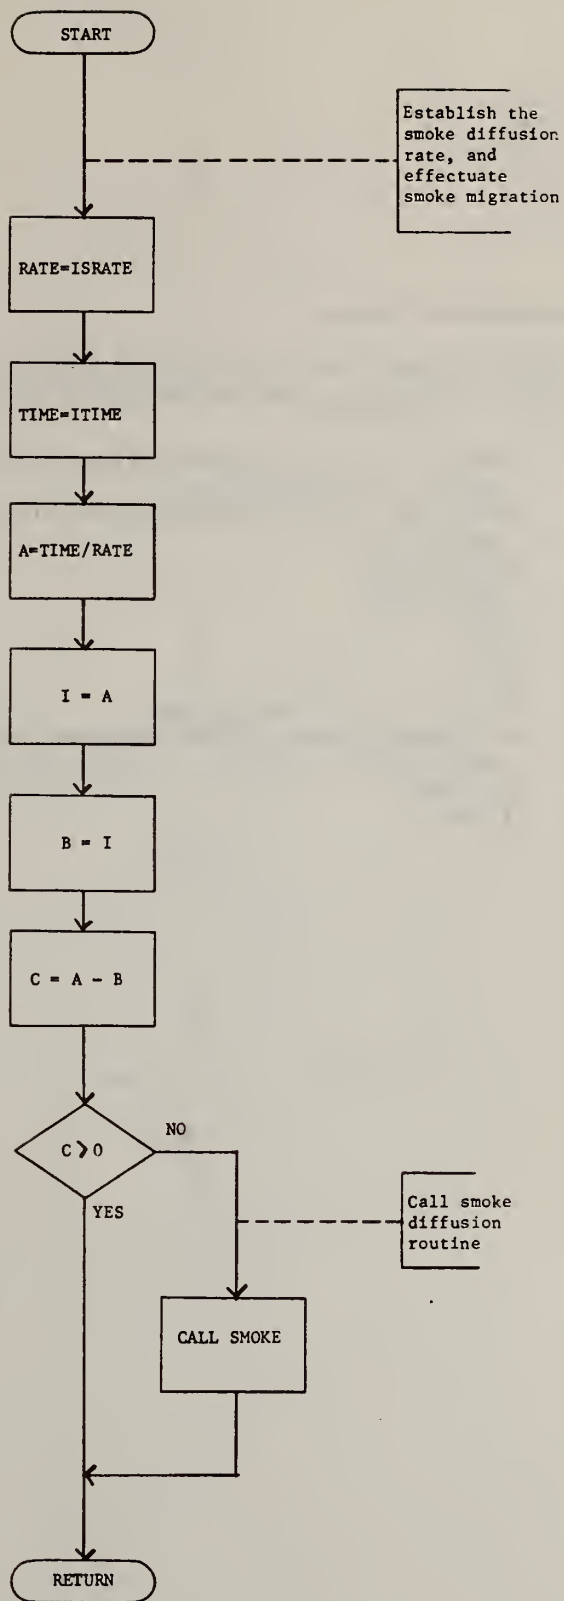 START
Establish the
smoke diffusion
rate, and
effectuate
smoke migration
RATE=ISRATE
TIME=ITIME
A=TIME/RATE
I = A
B = I
C = A - B
C > 0
NO
YES
Call smoke
diffusion
routine
CALL SMOKE
RETURN